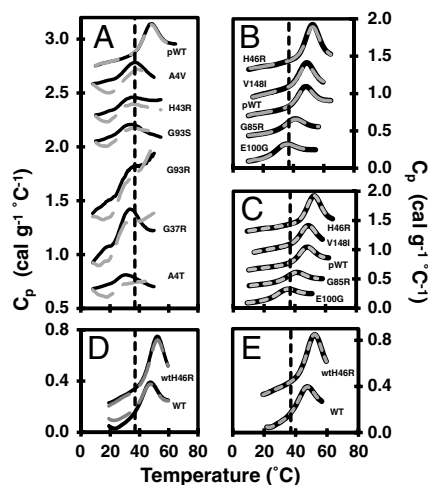 A
B
C
D
E
3.0
2.5
2.0
1.5
1.0
0.5
0.8
0.4
0.0
2.0
1.5
1.0
0.5
0.0
2.0
1.5
1.0
0.5
0.0
0.8
0.4
0.0
pWT
A4V
H43R
G93S
G93R
G37R
A4T
H46R
V148I
pWT
G85R
E100G
H46R
V148I
pWT
G85R
E100G
wtH46R
WT
wtH46R
WT
Cp (cal g-1 °C-1)
Cp (cal g-1 °C-1)
0 20 40 60 80
0 20 40 60 80
Temperature (°C)